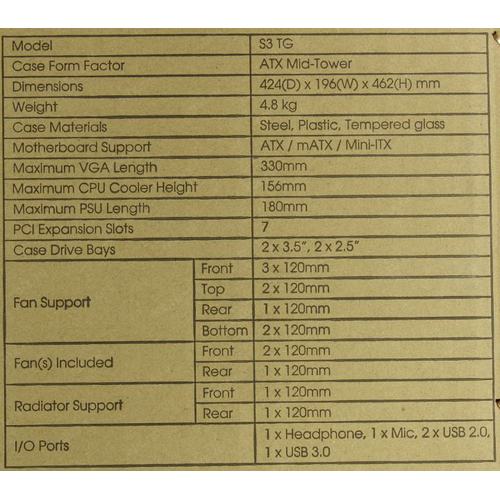 Model S3 TG
Case Form Factor ATX Mid-Tower
Dimensions 424(D) x 196(W) x 462(H) mm
Weight 4.8 kg
Case Materials Steel, Plastic, Tempered glass
Motherboard Support ATX / mATX / Mini-ITX
Maximum VGA Length 330mm
Maximum CPU Cooler Height 156mm
Maximum PSU Length 180mm
PCI Expansion Slots 7
Case Drive Bays 2 x 3.5", 2 x 2.5"
Fan Support Front 3 x 120mm
Top 2 x 120mm
Rear 1 x 120mm
Bottom 2 x 120mm
Fan(s) Included Front 2 x 120mm
Rear 1 x 120mm
Radiator Support Front 1 x 120mm
Rear 1 x 120mm
I/O Ports 1 x Headphone, 1 x Mic, 2 x USB 2.0,
1 x USB 3.0